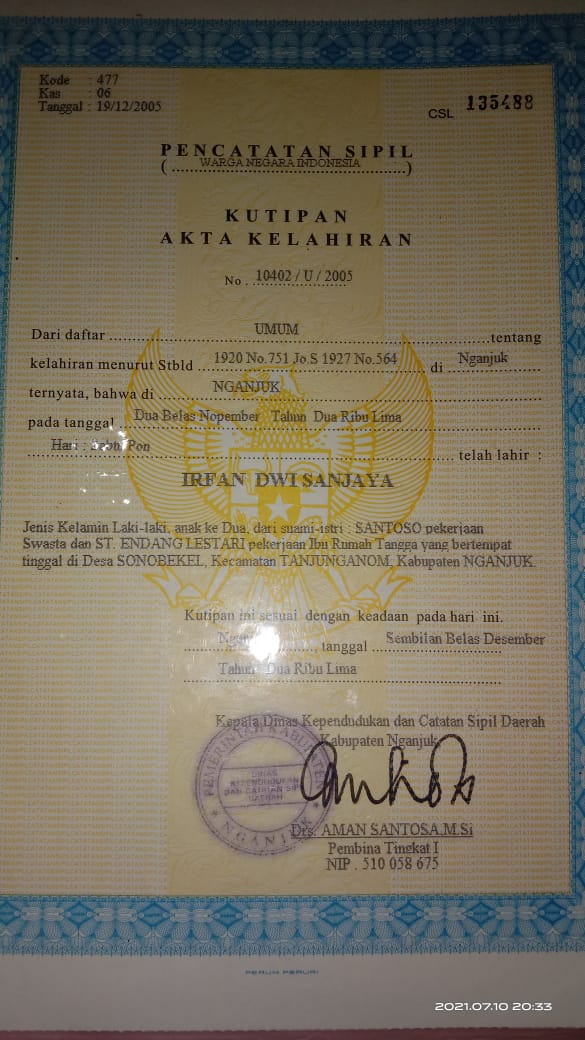 Kode : 477
Kas : 06
Tanggal : 19/12/2005
CSL 135488
PENCATATAN SIPIL
( WARGA NEGARA INDONESIA )
KUTIPAN
AKTA KELAHIRAN
No . 10402 / U / 2005
Dari daftar UMUM tentang
kelahiran menurut Stbld 1920 No.751 Jo.S 1927 No.564 di Nganjuk
ternyata, bahwa di NGANJUK
pada tanggal Dua Belas Nopember Tahun Dua Ribu Lima
Hari : Pon telah lahir :
IRFAN DWI SANJAYA
Jenis Kelamin Laki-laki, anak ke Dua, dari suami-istri : SANTOSO pekerjaan
Swasta dan ST. ENDANG LESTARI pekerjaan Ibu Rumah Tangga yang bertempat
tinggal di Desa SONOBEKEL, Kecamatan TANJUNGANOM, Kabupaten NGANJUK.
Kutipan ini sesuai dengan keadaan pada hari ini.
, tanggal Sembilan Belas Desember
Tahun Dua Ribu Lima
Kepala Dinas Kependudukan dan Catatan Sipil Daerah
Kabupaten Nganjuk
PEMERINTAH KABUPATEN
DINAS
KEPENDUDUKAN
DAN CATATAN SIPIL
DAERAH
NGANJUK
Drs. AMAN SANTOSA.M.Si
Pembina Tingkat I
NIP . 510 058 675
PERUM PERURI
2021.07.10 20:33